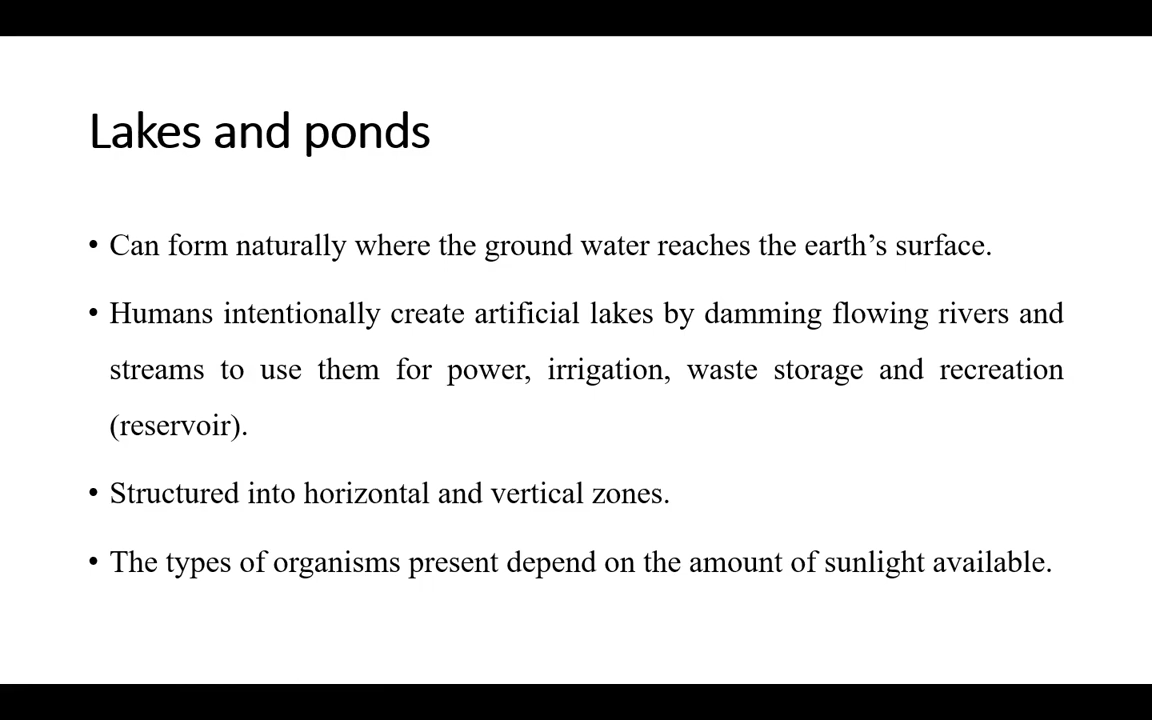 Lakes and ponds
• Can form naturally where the ground water reaches the earth’s surface.
• Humans intentionally create artificial lakes by damming flowing rivers and
streams to use them for power, irrigation, waste storage and recreation
(reservoir).
• Structured into horizontal and vertical zones.
• The types of organisms present depend on the amount of sunlight available.